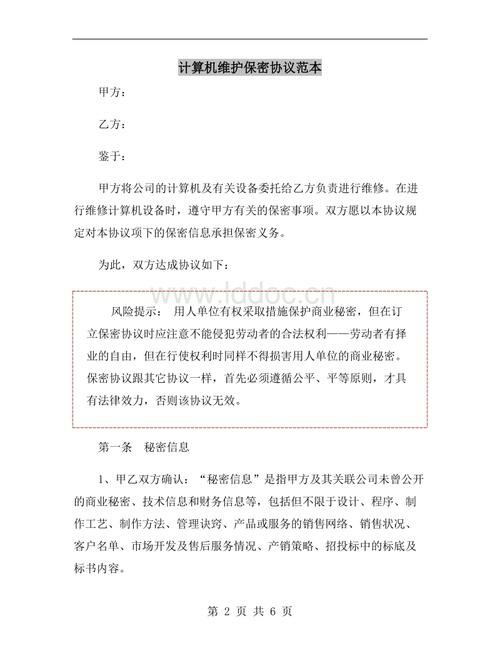 计算机维护保密协议范本
甲方：
乙方：
鉴于：
甲方将公司的计算机及有关设备委托给乙方负责进行维修。在进
行维修计算机设备时，遵守甲方有关的保密事项。双方愿以本协议规
定对本协议项下的保密信息承担保密义务。
为此，双方达成协议如下：
www.lddoc.cn
风险提示： 用人单位有权采取措施保护商业秘密，但在订
立保密协议时应注意不能侵犯劳动者的合法权利——劳动者有择
业的自由，但在行使权利时同样不得损害用人单位的商业秘密。
保密协议跟其它协议一样，首先必须遵循公平、平等原则，才具
有法律效力，否则该协议无效。
第一条 秘密信息
1、甲乙双方确认：“秘密信息”是指甲方及其关联公司未曾公开
的商业秘密、技术信息和财务信息等，包括但不限于设计、程序、制
作工艺、制作方法、管理诀窍、产品或服务的销售网络、销售状况、
客户名单、市场开发及售后服务情况、产销策略、招投标中的标底及
标书内容。
第 2 页 共 6 页